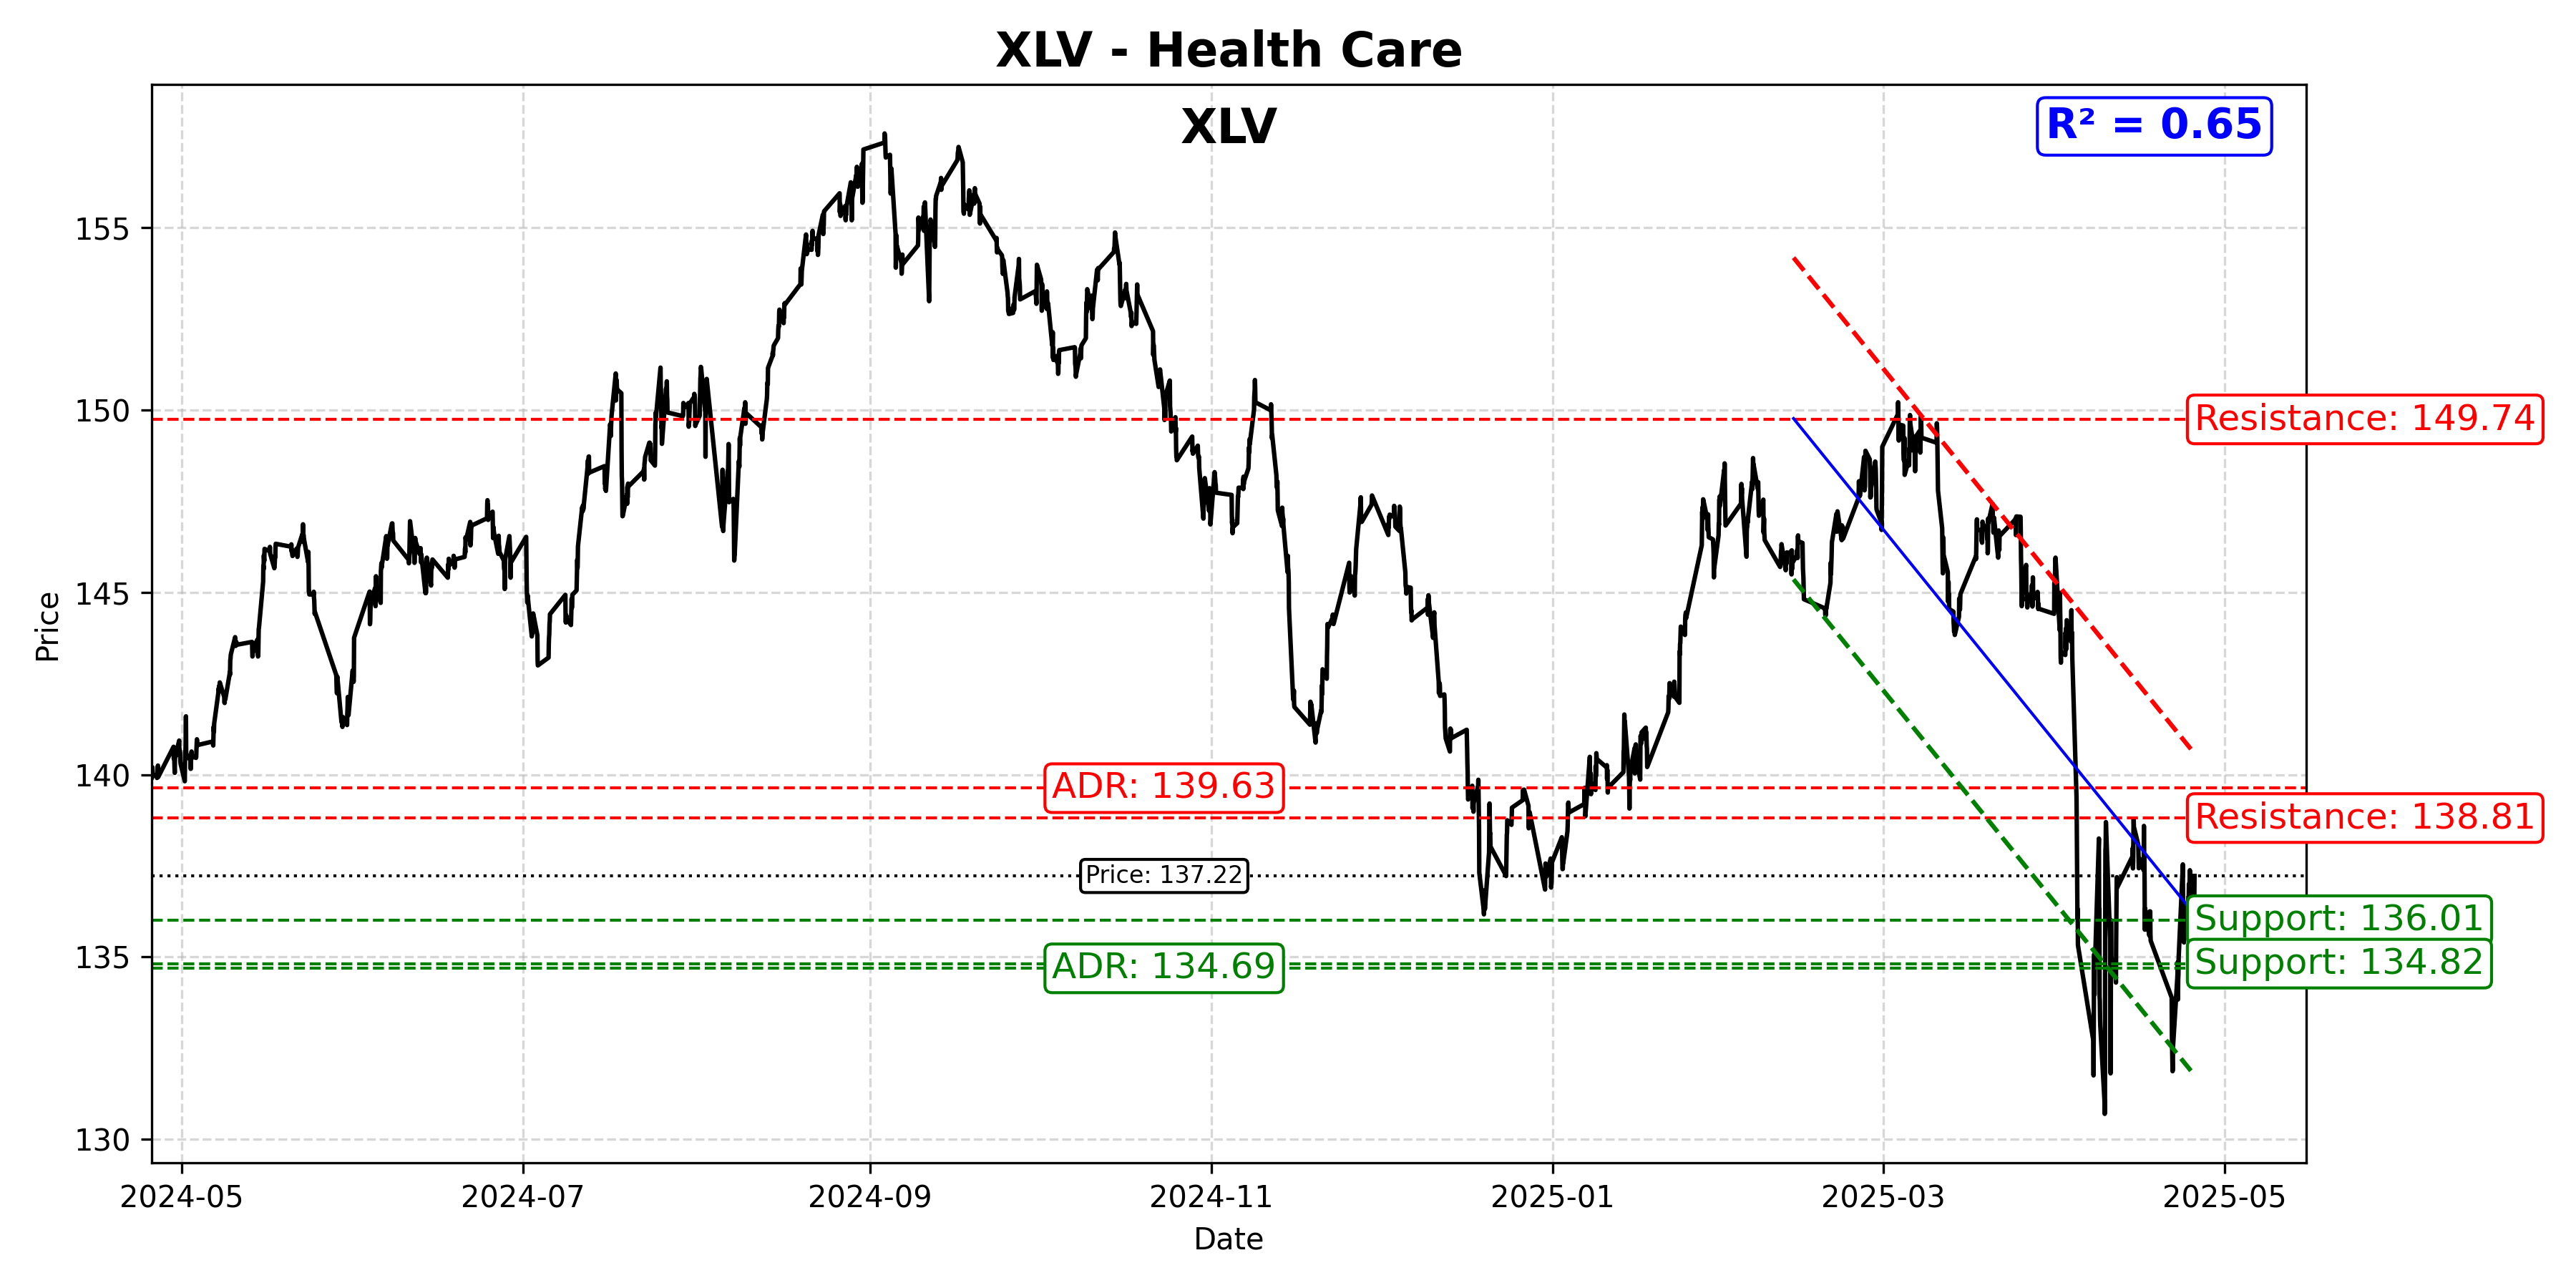 XLV - Health Care
XLV
R² = 0.65
155
150
145
140
135
130
Price
Resistance: 149.74
ADR: 139.63
Resistance: 138.81
Price: 137.22
Support: 136.01
ADR: 134.69
Support: 134.82
2024-05
2024-07
2024-09
2024-11
2025-01
2025-03
2025-05
Date